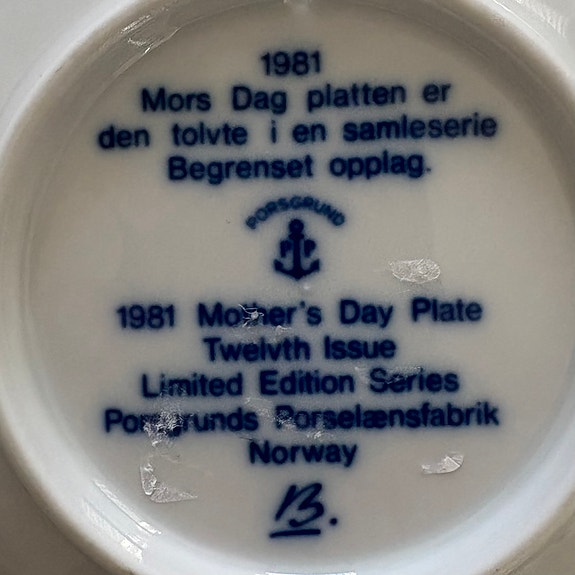 1981
Mors Dag platten er
den tolvte i en samleserie
Begrenset opplag.
PORSGRUND
P P
1981 Mother's Day Plate
Twelvth Issue
Limited Edition Series
Porsgrunds Porselænsfabrik
Norway
B.